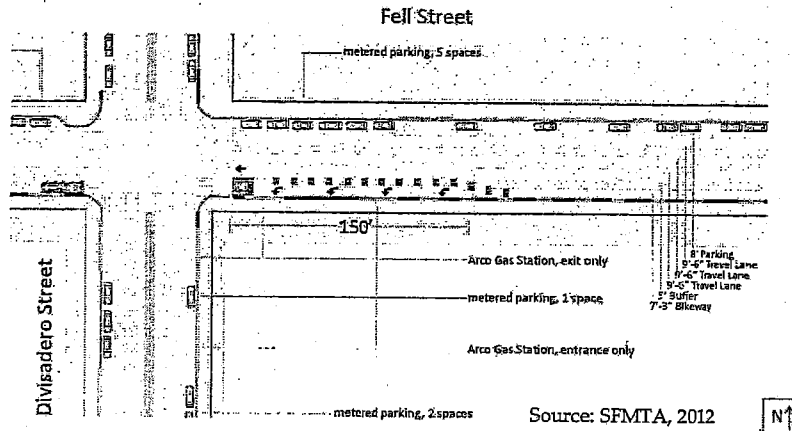 Fell Street
metered parking, 5 spaces
150'
8' Parking
9'-6" Travel Lane
9'-6" Travel Lane
9'-6" Travel Lane
5' Buffer
7'-3" Bikeway
Arco Gas Station, exit only
metered parking, 1 space
Arco Gas Station, entrance only
metered parking, 2 spaces
Divisadero Street
Source: SFMTA, 2012
N